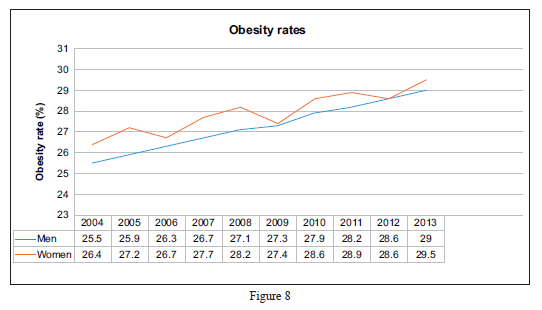 Obesity rates
31
30
29
28
27
26
25
24
23
Obesity rate (%)
2004 2005 2006 2007 2008 2009 2010 2011 2012 2013
Men 25.5 25.9 26.3 26.7 27.1 27.3 27.9 28.2 28.6 29
Women 26.4 27.2 26.7 27.7 28.2 27.4 28.6 28.9 28.6 29.5
Figure 8